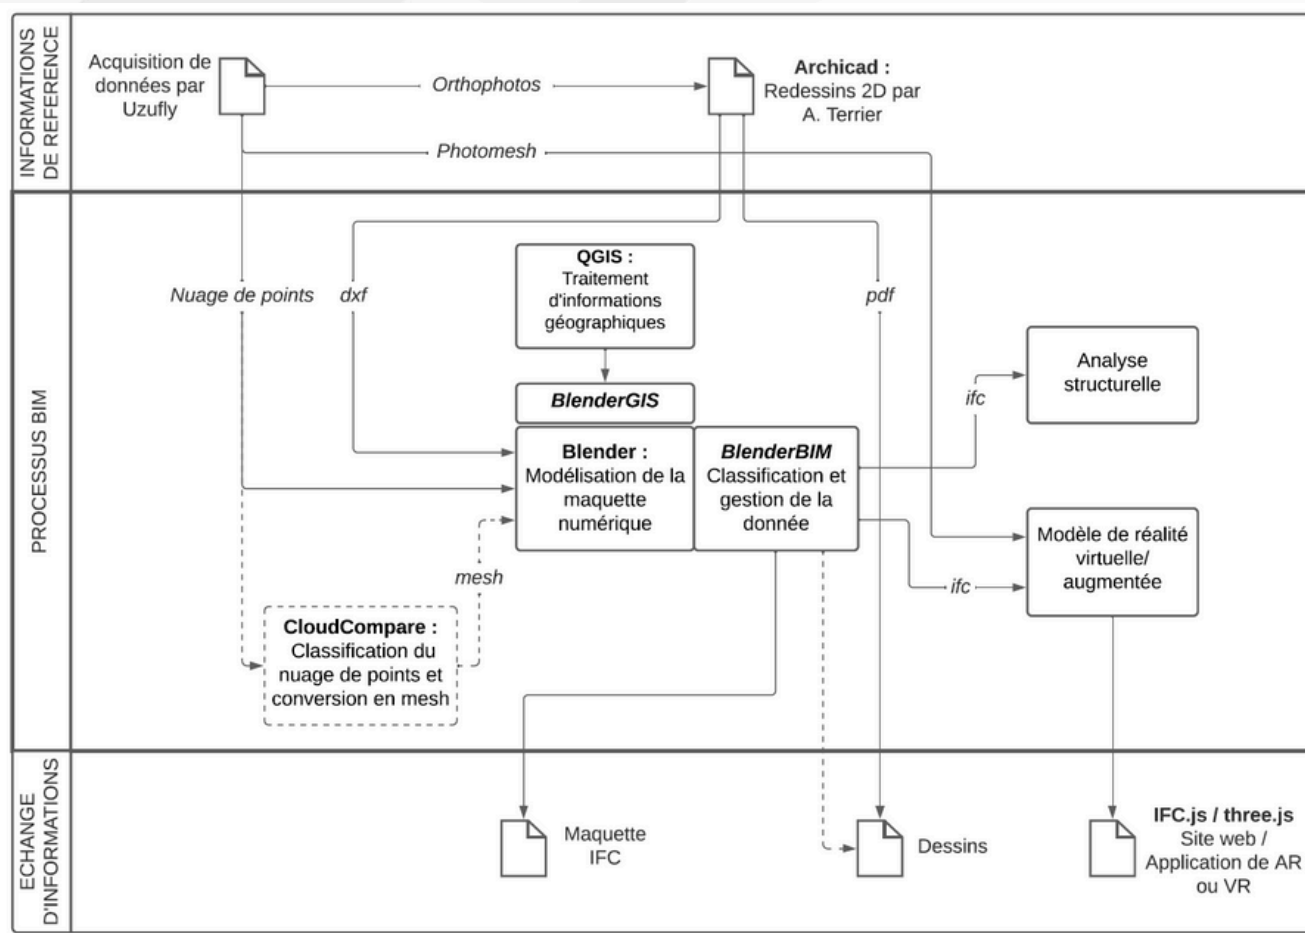 INFORMATIONS
DE REFERENCE
Acquisition de
données par
Uzufly
Orthophotos
Archicad :
Redessins 2D par
A. Terrier
Photomesh
PROCESSUS BIM
Nuage de points
dxf
QGIS :
Traitement
d'informations
géographiques
pdf
BlenderGIS
Blender :
Modélisation de la
maquette
numérique
BlenderBIM
Classification et
gestion de la
donnée
ifc
Analyse
structurelle
ifc
Modèle de réalité
virtuelle/
augmentée
mesh
CloudCompare :
Classification du
nuage de points et
conversion en mesh
ECHANGE
D'INFORMATIONS
Maquette
IFC
Dessins
IFC.js / three.js
Site web /
Application de AR
ou VR